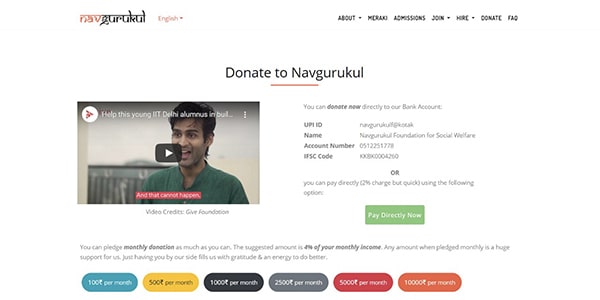 navgurukul
English
ABOUT MERAKI ADMISSIONS JOIN HIRE DONATE FAQ
Donate to Navgurukul
Help this young IIT Delhi alumnus in buil...
And that cannot happen.
Video Credits: Give Foundation
You can donate now directly to our Bank Account.
UPI ID navgurukulf@kotak
Name Navgurukul Foundation for Social Welfare
Account Number 0512251778
IFSC Code KKBK0004260
OR
you can pay directly (2% charge but quick) using the following
option:
Pay Directly Now
You can pledge monthly donation as much as you can. The suggested amount is 4% of your monthly income. Any amount when pledged monthly is a huge
support for us. Just having you by our side fills us with gratitude & an energy to do better.
100₹ per month 500₹ per month 1000₹ per month 2500₹ per month 5000₹ per month 10000₹ per month